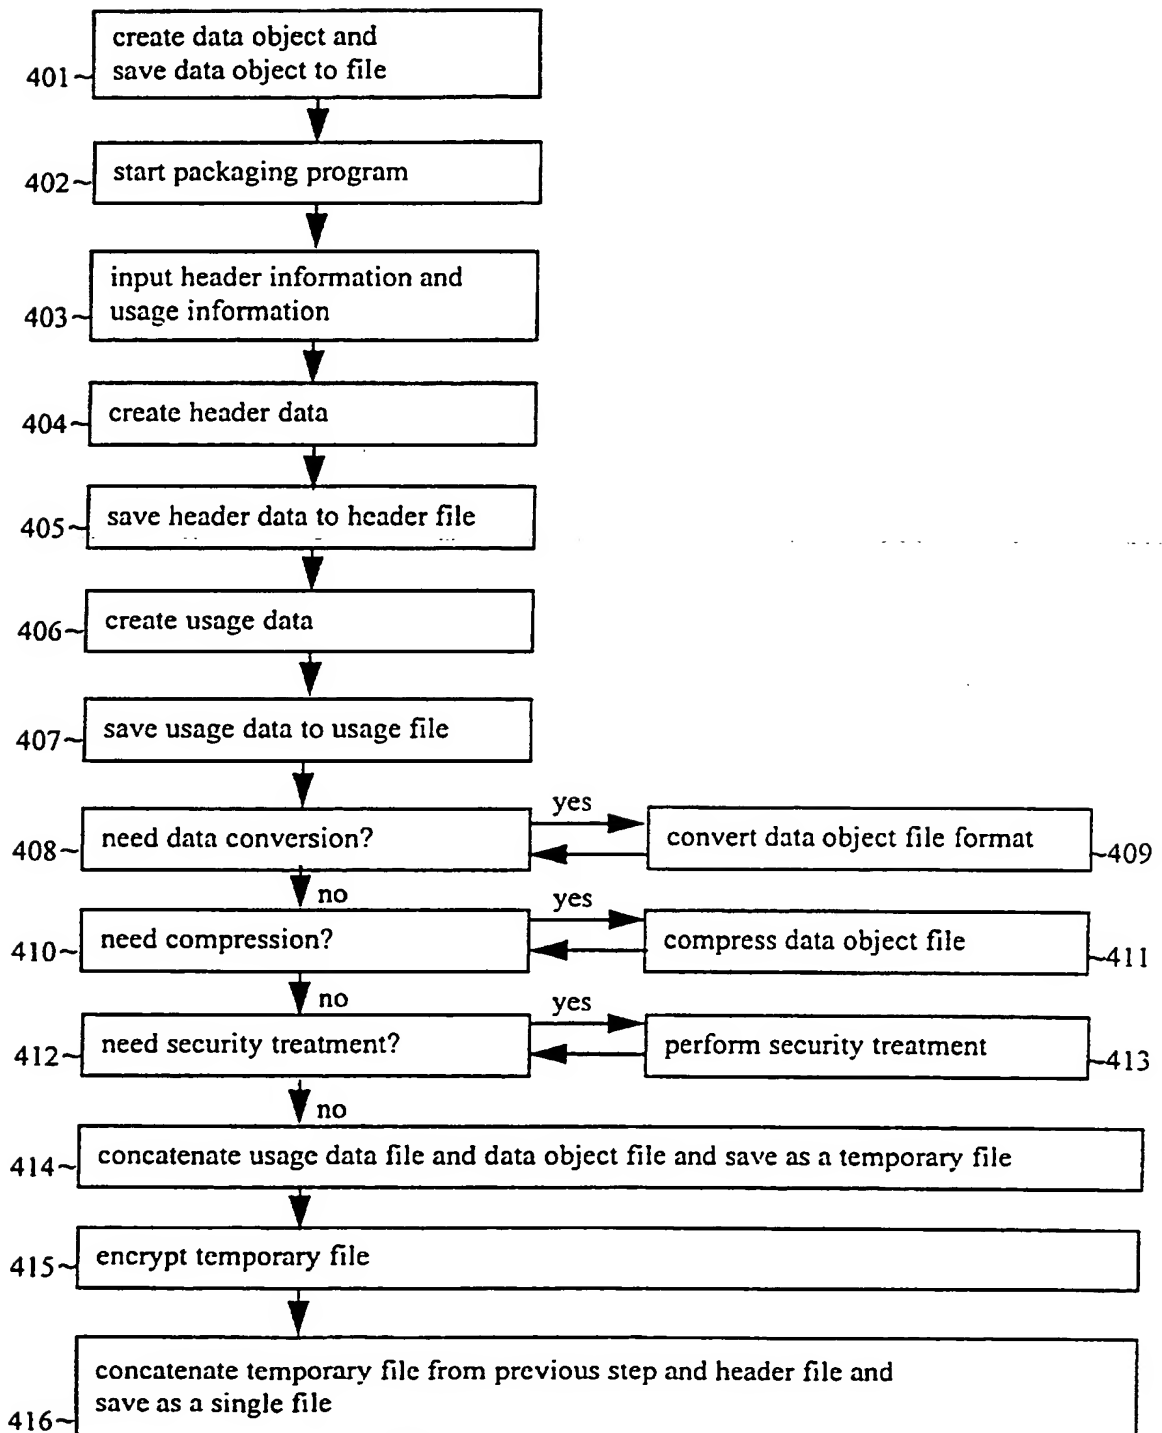 create data object and
save data object to file
401
start packaging program
402
input header information and
usage information
403
create header data
404
save header data to header file
405
create usage data
406
save usage data to usage file
407
yes
need data conversion?
convert data object file format
408
409
no
yes
need compression?
compress data object file
410
411
no
yes
need security treatment?
perform security treatment
412
413
no
concatenate usage data file and data object file and save as a temporary file
414
encrypt temporary file
415
concatenate temporary file from previous step and header file and
save as a single file
416